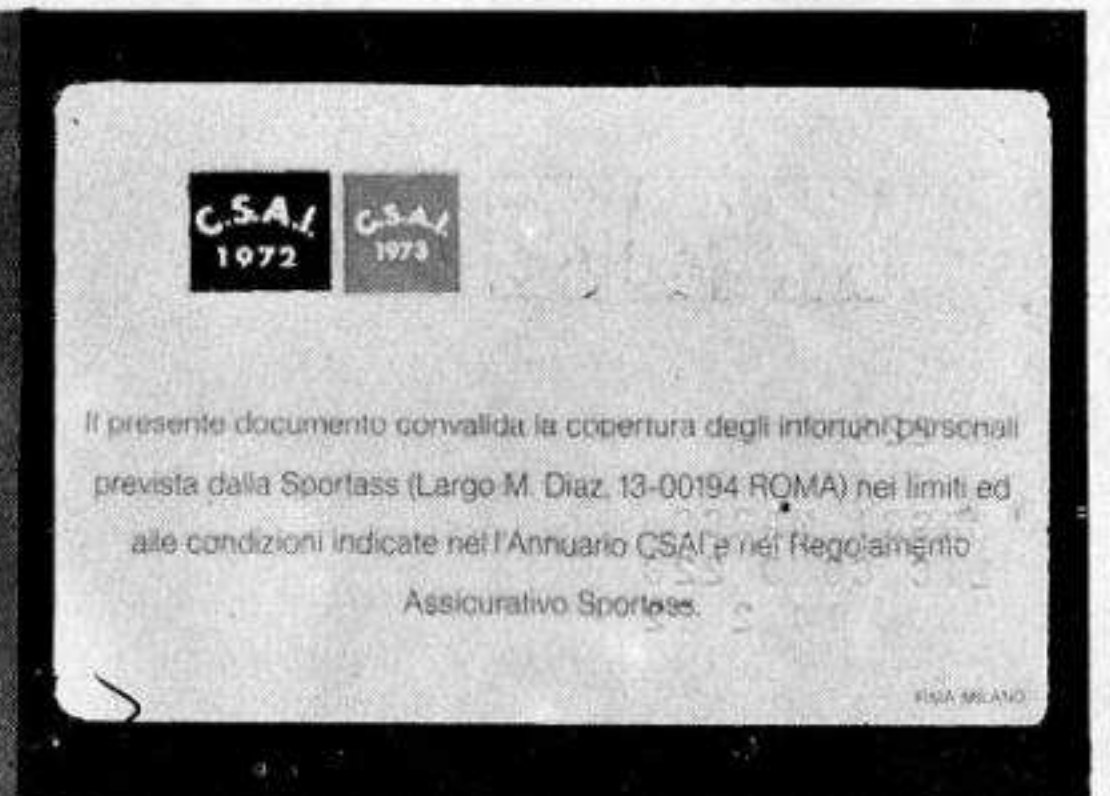 C.S.A.I. C.S.A.I.
1972 1973
Il presente documento convalida la copertura degli infortuni personali
prevista dalla Sportass (Largo M. Diaz, 13-00194 ROMA) nei limiti ed
alle condizioni indicate nell'Annuario CSAI e nel Regolamento
Assicurativo Sportass.
MILANO